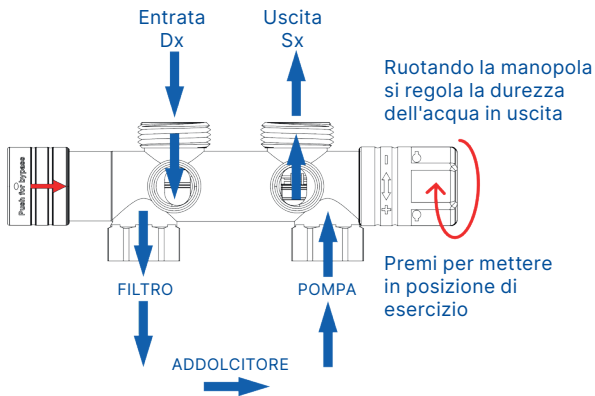 Entrata
Dx
Uscita
Sx
Ruotando la manopola
si regola la durezza
dell'acqua in uscita
Push for bypass
-
+
Premi per mettere
in posizione di
esercizio
FILTRO
POMPA
ADDOLCITORE